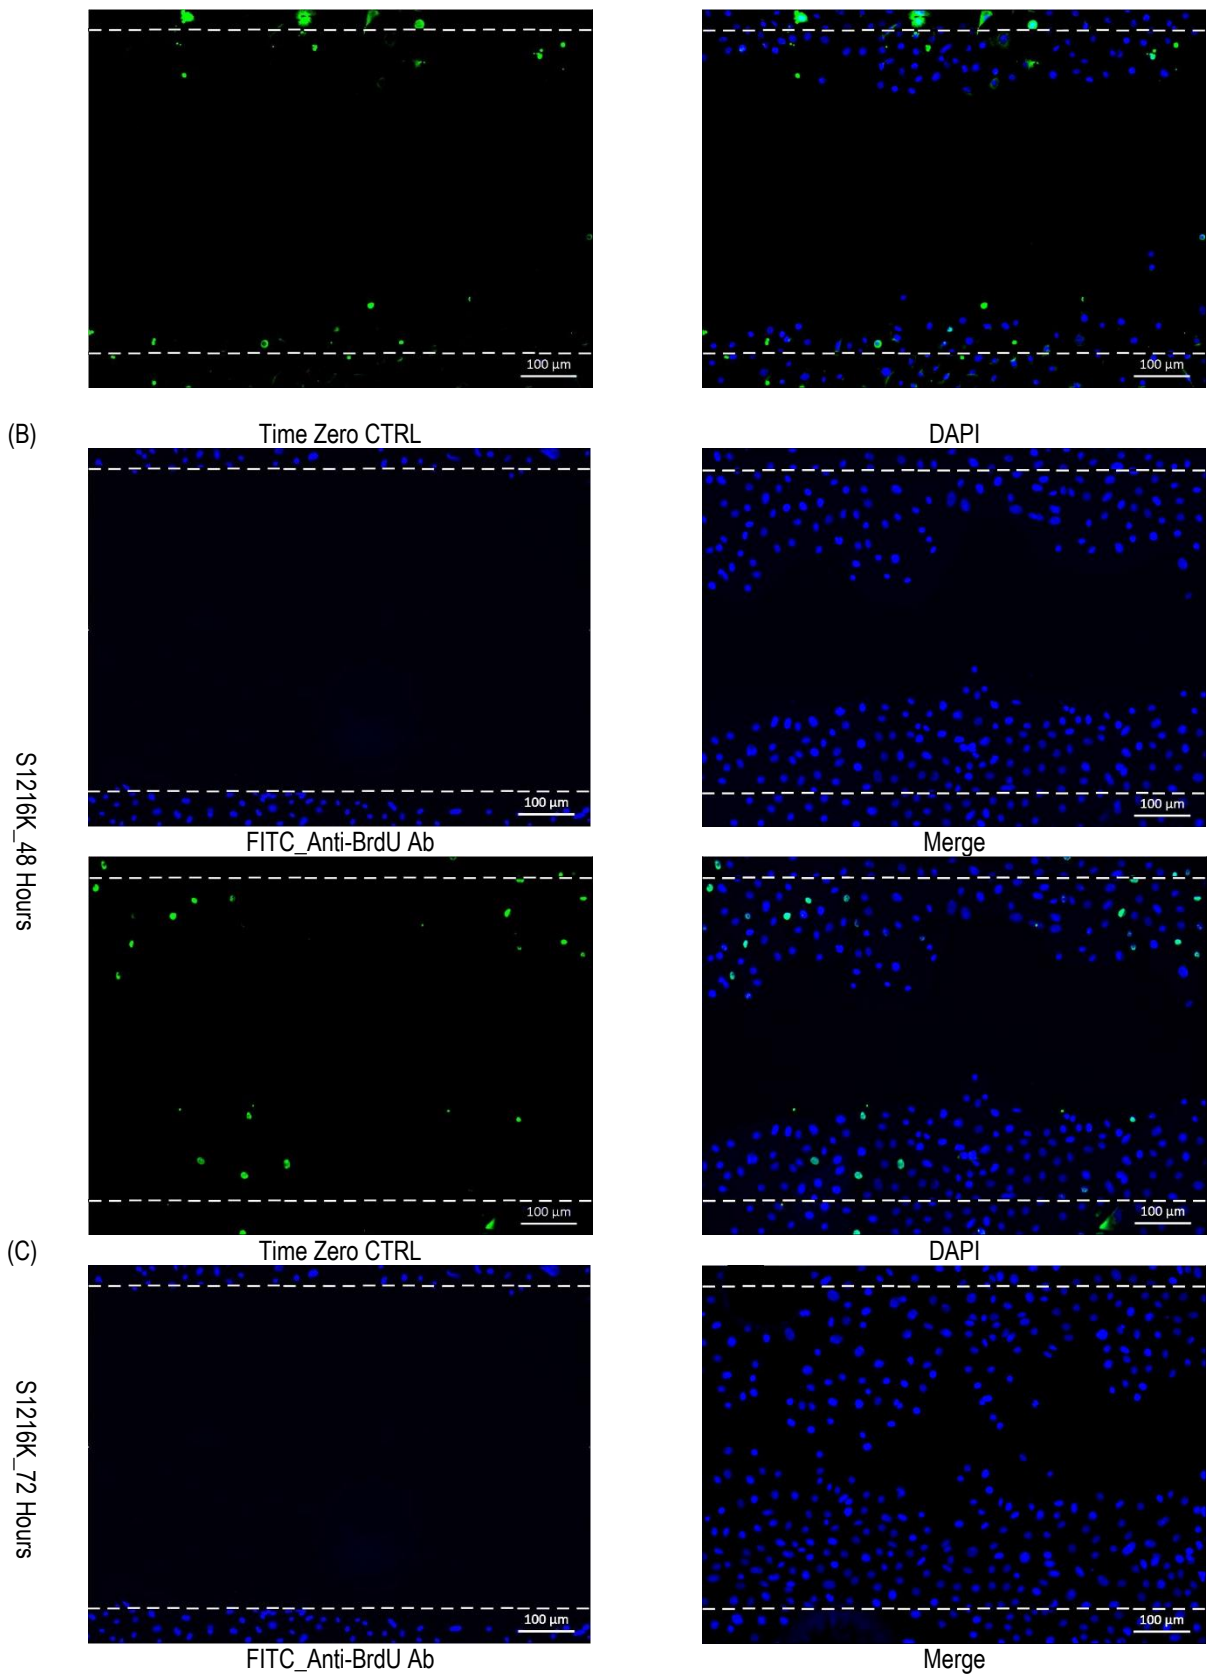 100 µm
100 µm
(B)
Time Zero CTRL
DAPI
100 µm
100 µm
S1216K_48 Hours
FITC_Anti-BrdU Ab
Merge
100 µm
100 µm
(C)
Time Zero CTRL
DAPI
100 µm
100 µm
S1216K_72 Hours
FITC_Anti-BrdU Ab
Merge